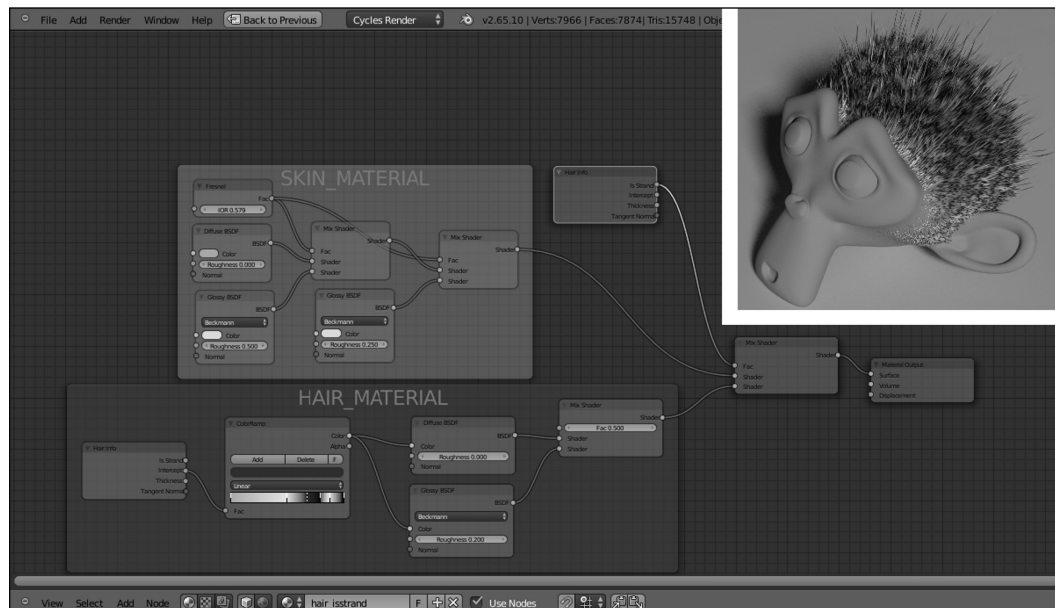 File Add Render Window Help Back to Previous Cycles Render v2.65.10 | Verts:7966 | Faces:7874| Tris:15748 | Obje
SKIN_MATERIAL
Fresnel
Fac
IOR 0.579
Diffuse BSDF
BSDF
Color
Roughness 0.000
Normal
Glossy BSDF
BSDF
Beckmann
Color
Roughness 0.500
Normal
Mix Shader
Shader
Fac
Shader
Shader
Glossy BSDF
BSDF
Beckmann
Color
Roughness 0.250
Normal
Mix Shader
Shader
Fac
Shader
Shader
Hair Info
Is Strand
Intercept
Thickness
Tangent Normal
Mix Shader
Shader
Fac
Shader
Shader
Material Output
Surface
Volume
Displacement
HAIR_MATERIAL
Hair Info
Is Strand
Intercept
Thickness
Tangent Normal
ColorRamp
Color
Alpha
Add Delete F
Linear
Fac
Diffuse BSDF
BSDF
Color
Roughness 0.000
Normal
Glossy BSDF
BSDF
Beckmann
Color
Roughness 0.200
Normal
Mix Shader
Shader
Fac 0.500
Shader
Shader
View Select Add Node hair_isstrand F Use Nodes